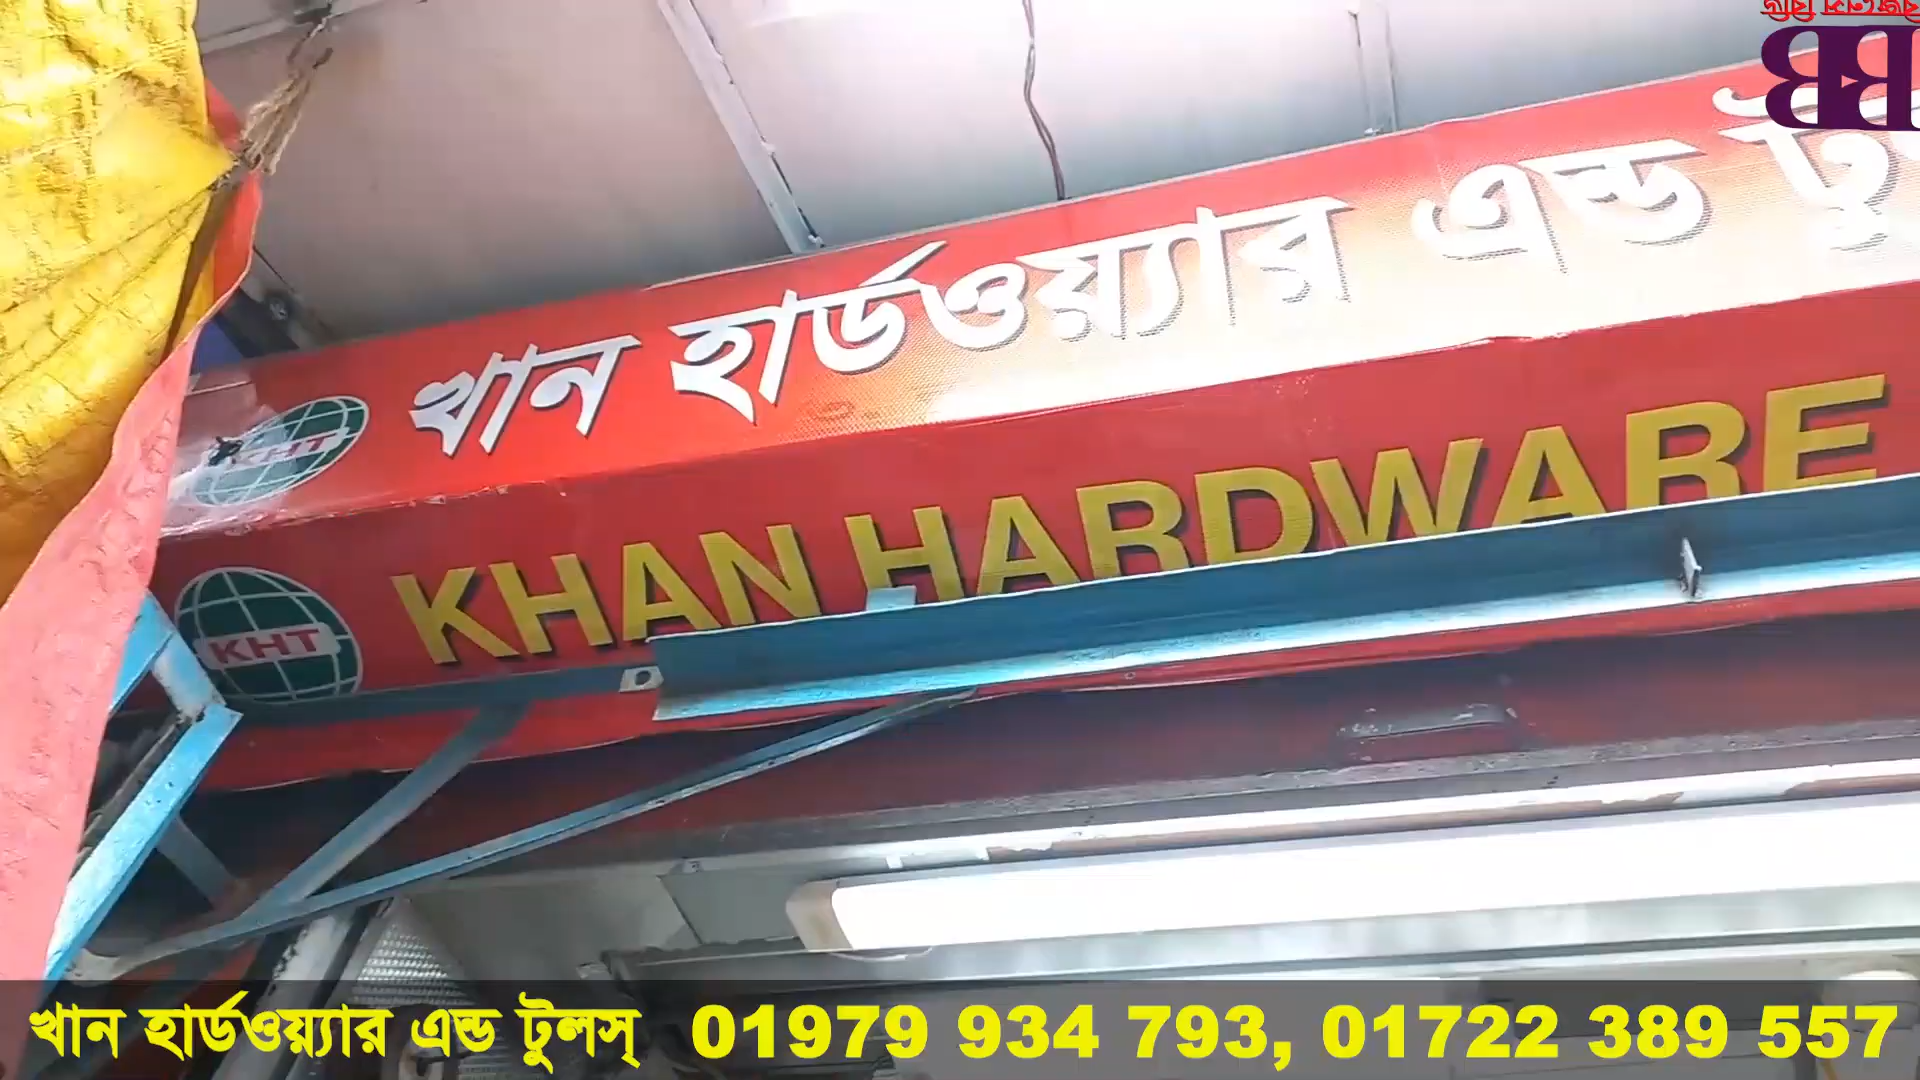 খান হার্ডওয়্যার এন্ড
KHT
KHAN HARDWARE
KHT
খান হার্ডওয়্যার এন্ড টুলস্ 01979 934 793, 01722 389 557